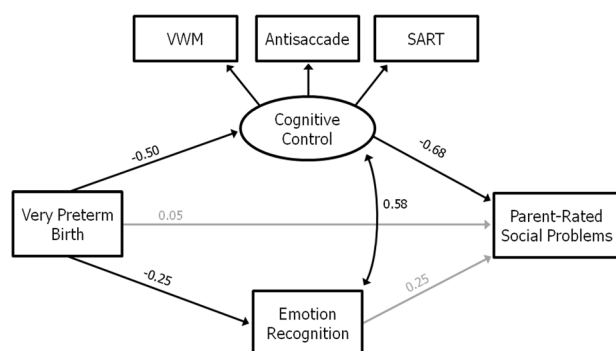 VWM
Antisaccade
SART
Cognitive
Control
-0.50
-0.68
Very Preterm
Birth
0.05
0.58
Parent-Rated
Social Problems
-0.25
0.25
Emotion
Recognition